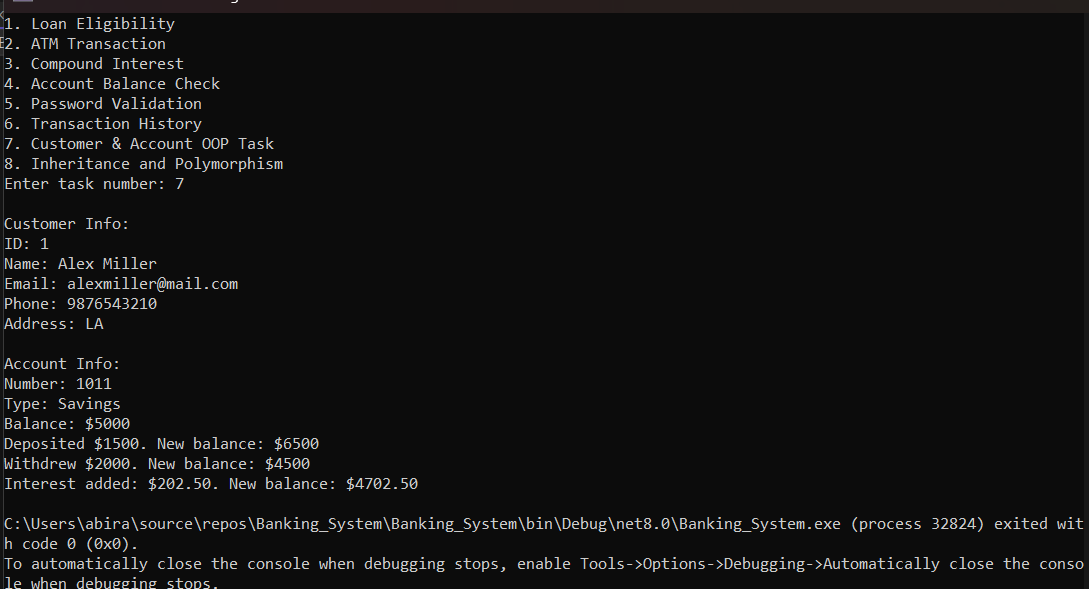 1. Loan Eligibility
2. ATM Transaction
3. Compound Interest
4. Account Balance Check
5. Password Validation
6. Transaction History
7. Customer & Account OOP Task
8. Inheritance and Polymorphism
Enter task number: 7
Customer Info:
ID: 1
Name: Alex Miller
Email: alexmiller@mail.com
Phone: 9876543210
Address: LA
Account Info:
Number: 1011
Type: Savings
Balance: $5000
Deposited $1500. New balance: $6500
Withdrew $2000. New balance: $4500
Interest added: $202.50. New balance: $4702.50
C:\Users\abira\source\repos\Banking_System\Banking_System\bin\Debug\net8.0\Banking_System.exe (process 32824) exited wit
h code 0 (0x0).
To automatically close the console when debugging stops, enable Tools->Options->Debugging->Automatically close the conso
le when debugging stops.